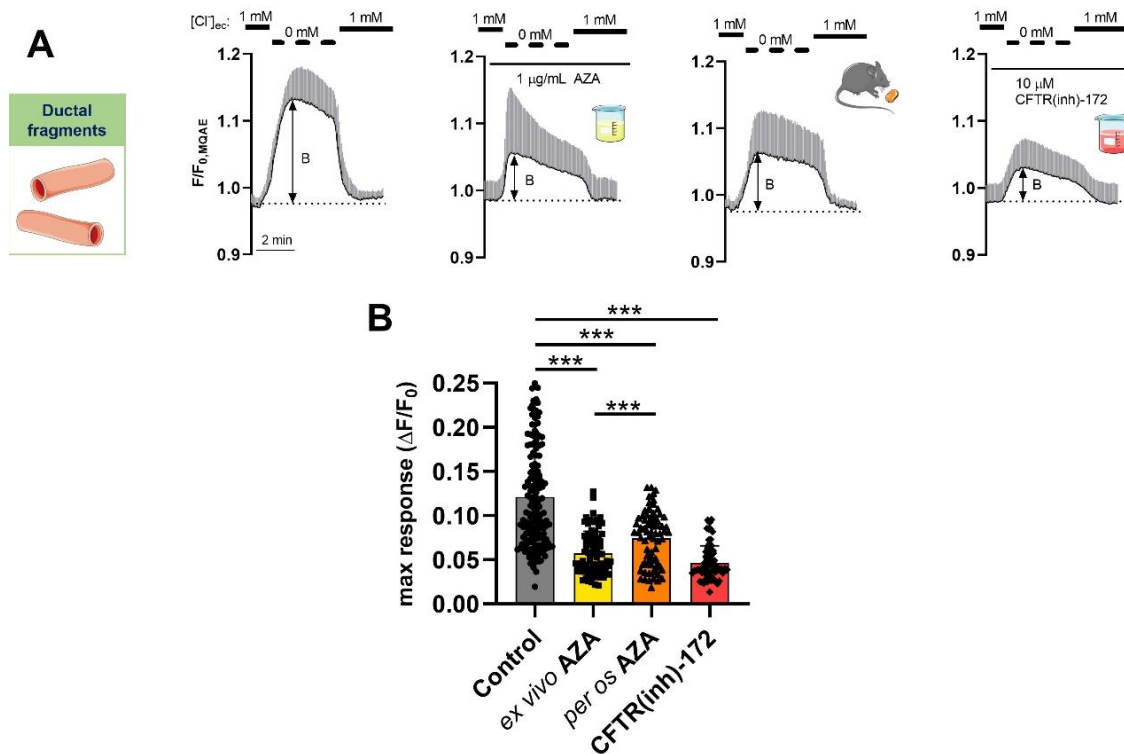 A
Ductal
fragments
[Cl⁻]ec:
1 mM
0 mM
1 mM
1.2
1.1
1.0
0.9
F/F0,MQAE
B
2 min
1 mM
0 mM
1 mM
1 µg/mL AZA
1.2
1.1
1.0
0.9
B
1 mM
0 mM
1 mM
1.2
1.1
1.0
0.9
B
1 mM
0 mM
1 mM
10 µM
CFTR(inh)-172
1.2
1.1
1.0
0.9
B
B
***
***
***
***
0.25
0.20
0.15
0.10
0.05
0.00
max response (ΔF/F0)
Control
ex vivo AZA
per os AZA
CFTR(inh)-172